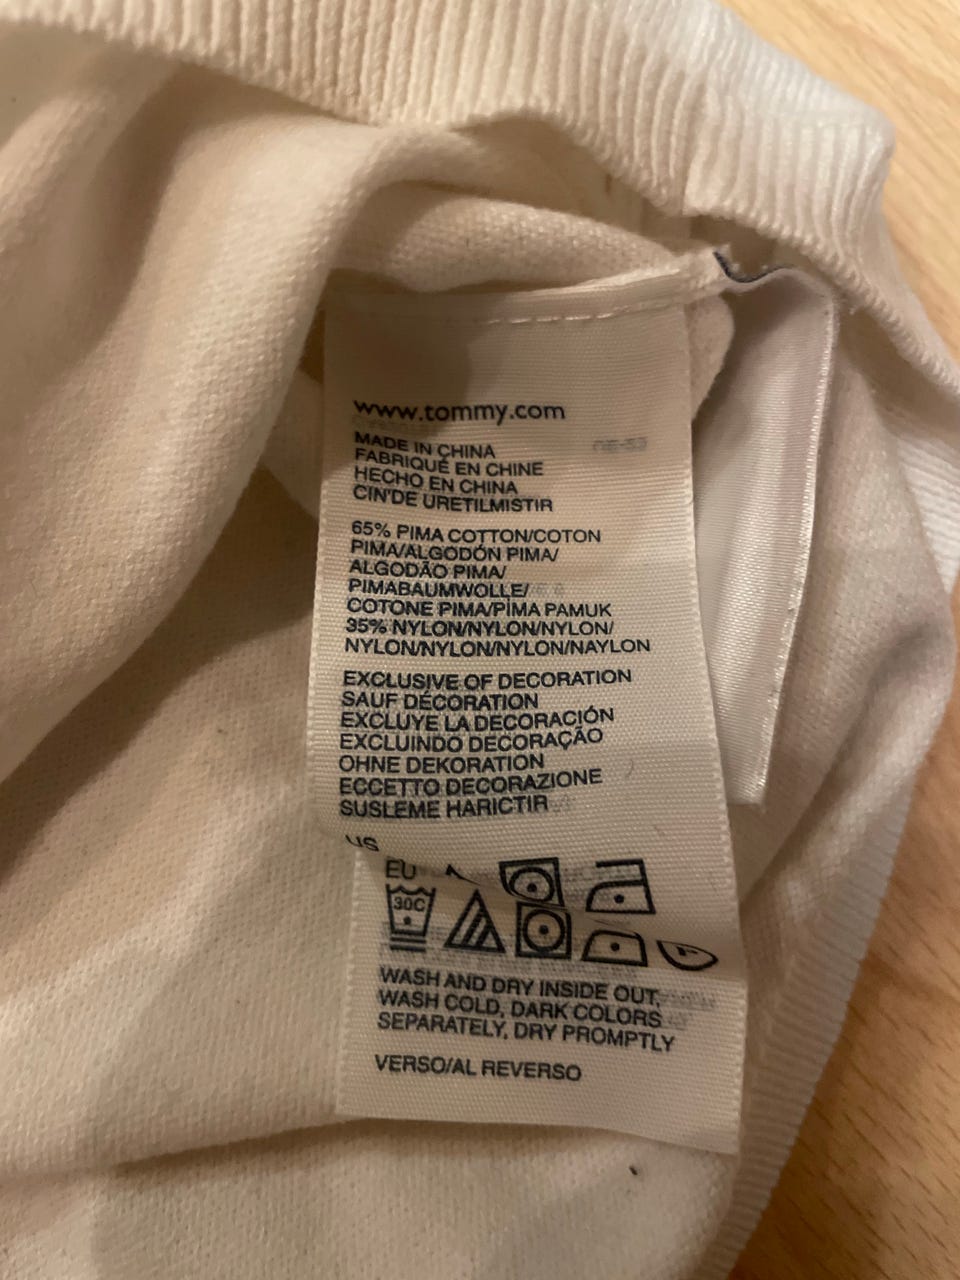 www.tommy.com
MADE IN CHINA
FABRIQUÉ EN CHINE
HECHO EN CHINA
CIN'DE URETILMISTIR
65% PIMA COTTON/COTON
PIMA/ALGODÓN PIMA/
ALGODÃO PIMA/
PIMABAUMWOLLE/
COTONE PIMA/PIMA PAMUK
35% NYLON/NYLON/NYLON/
NYLON/NYLON/NYLON/NAYLON
EXCLUSIVE OF DECORATION
SAUF DÉCORATION
EXCLUYE LA DECORACIÓN
EXCLUINDO DECORAÇÃO
OHNE DEKORATION
ECCETTO DECORAZIONE
SUSLEME HARICTIR
US
EU
30C
WASH AND DRY INSIDE OUT,
WASH COLD, DARK COLORS
SEPARATELY, DRY PROMPTLY
VERSO/AL REVERSO